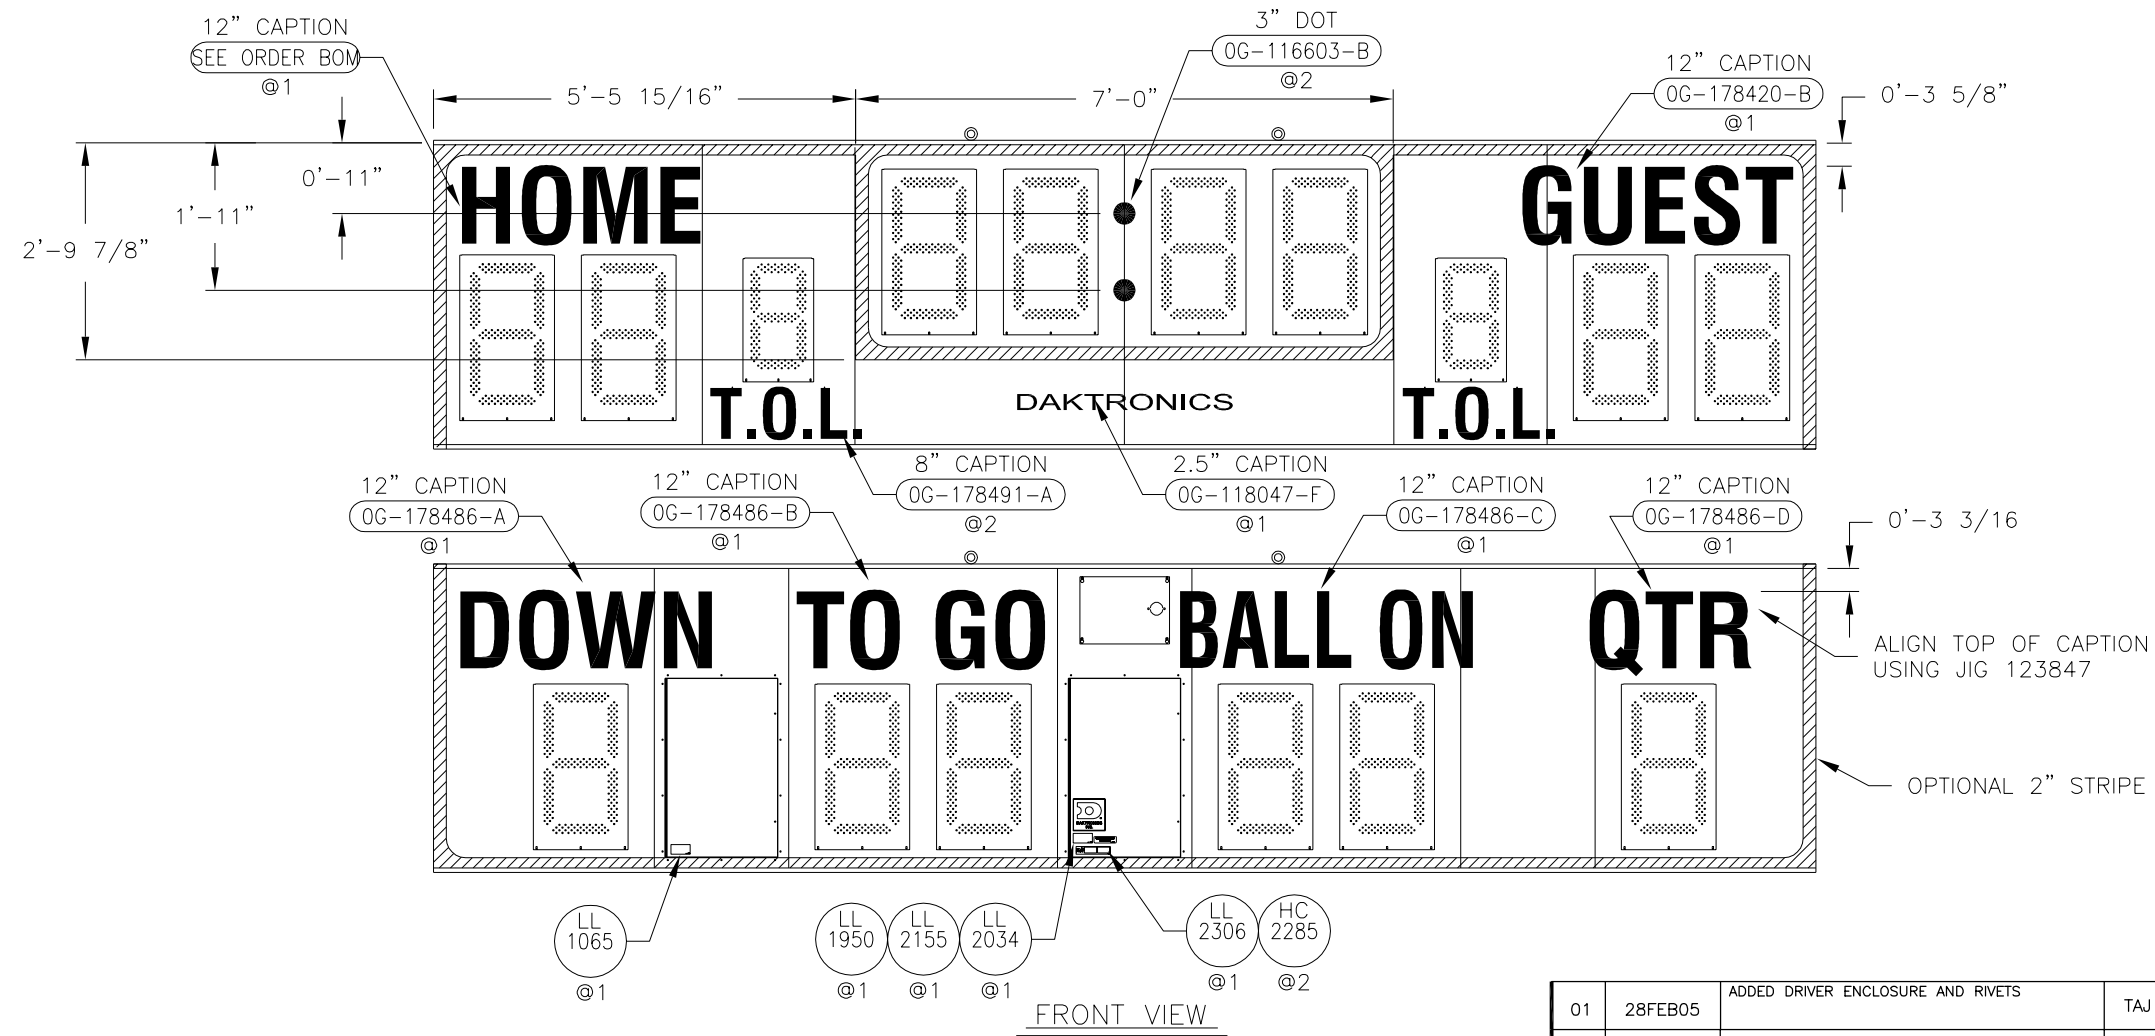 12" CAPTION
SEE ORDER BOM
@1
3" DOT
0G-116603-B
@2
12" CAPTION
0G-178420-B
@1
5'-5 15/16"
7'-0"
0'-3 5/8"
0'-11"
1'-11"
2'-9 7/8"
HOME
GUEST
T.O.L.
DAKTRONICS
T.O.L.
8" CAPTION
0G-178491-A
@2
2.5" CAPTION
0G-118047-F
@1
12" CAPTION
0G-178486-A
@1
12" CAPTION
0G-178486-B
@1
12" CAPTION
0G-178486-C
@1
12" CAPTION
0G-178486-D
@1
0'-3 3/16
DOWN
TO GO
BALL ON
QTR
ALIGN TOP OF CAPTION
USING JIG 123847
OPTIONAL 2" STRIPE
DAKTRONICS
LL
1065
@1
LL
1950
@1
LL
2155
@1
LL
2034
@1
LL
2306
@1
HC
2285
@2
FRONT VIEW
01 28FEB05 ADDED DRIVER ENCLOSURE AND RIVETS TAJ